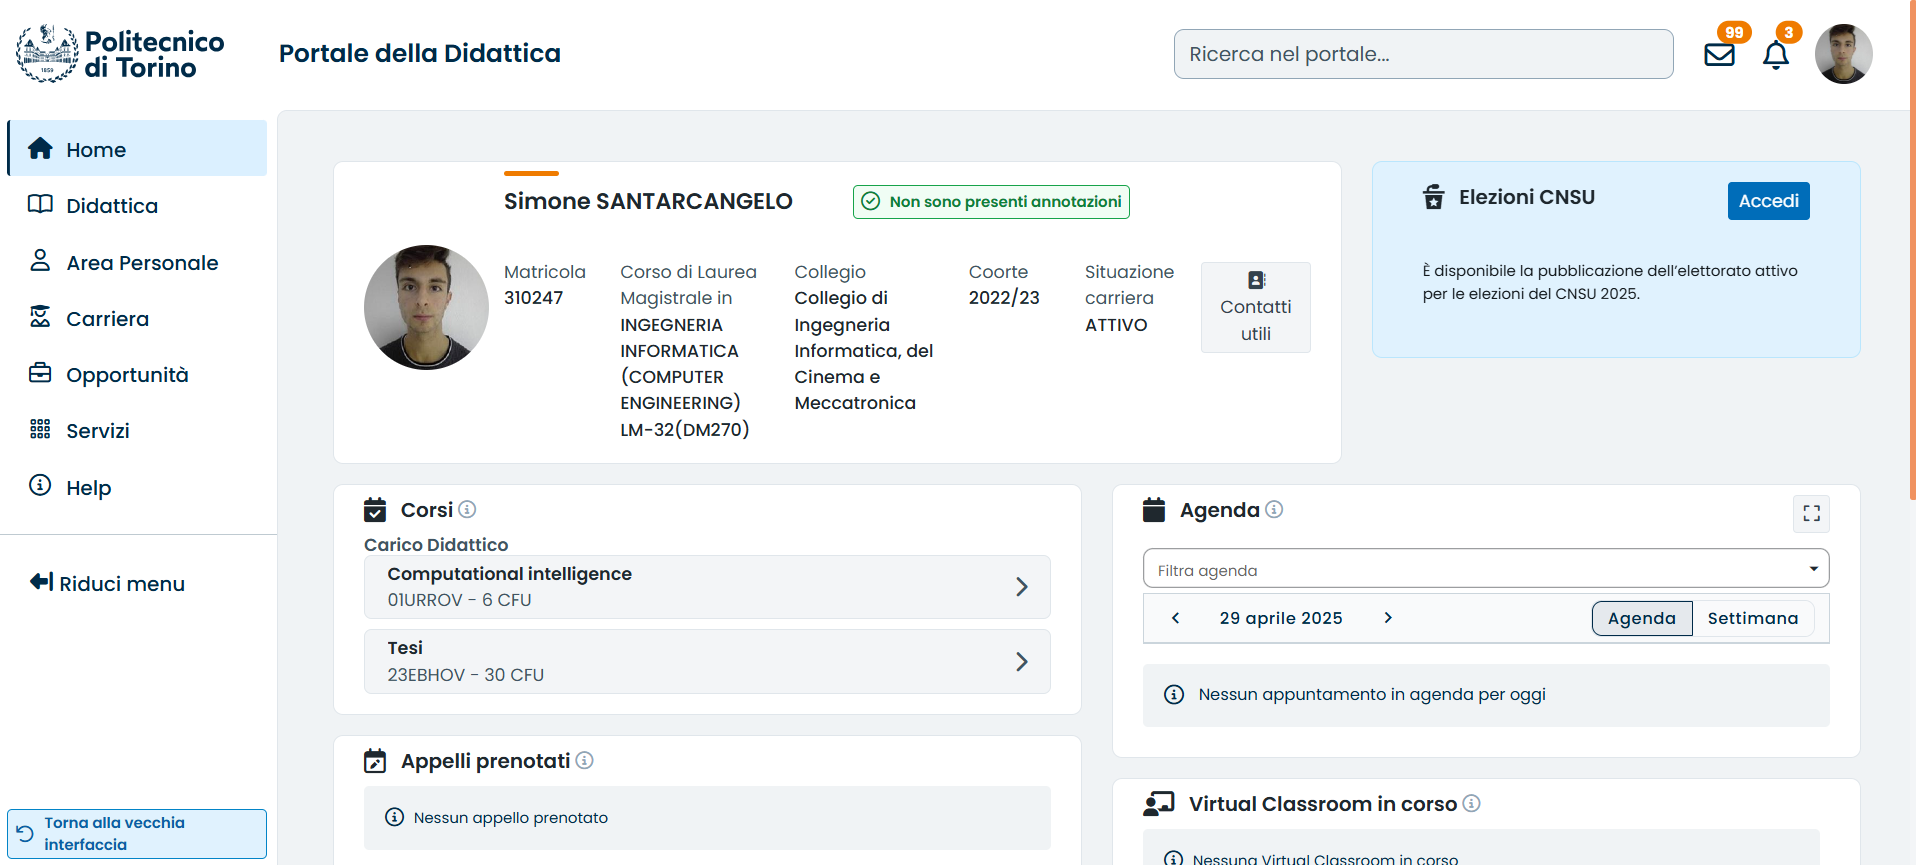 Politecnico
di Torino
1859
Portale della Didattica
Ricerca nel portale...
99
3
Home
Didattica
Area Personale
Carriera
Opportunità
Servizi
Help
Riduci menu
Torna alla vecchia
interfaccia
Simone SANTARCANGELO
Non sono presenti annotazioni
Matricola
310247
Corso di Laurea
Magistrale in
INGEGNERIA
INFORMATICA
(COMPUTER
ENGINEERING)
LM-32(DM270)
Collegio
Collegio di
Ingegneria
Informatica, del
Cinema e
Meccatronica
Coorte
2022/23
Situazione
carriera
ATTIVO
Contatti
utili
Elezioni CNSU
Accedi
È disponibile la pubblicazione dell'elettorato attivo
per le elezioni del CNSU 2025.
Corsi
Carico Didattico
Computational intelligence
01URROV - 6 CFU
Tesi
23EBHOV - 30 CFU
Appelli prenotati
Nessun appello prenotato
Agenda
Filtra agenda
29 aprile 2025
Agenda
Settimana
Nessun appuntamento in agenda per oggi
Virtual Classroom in corso
Nessuna Virtual Classroom in corso